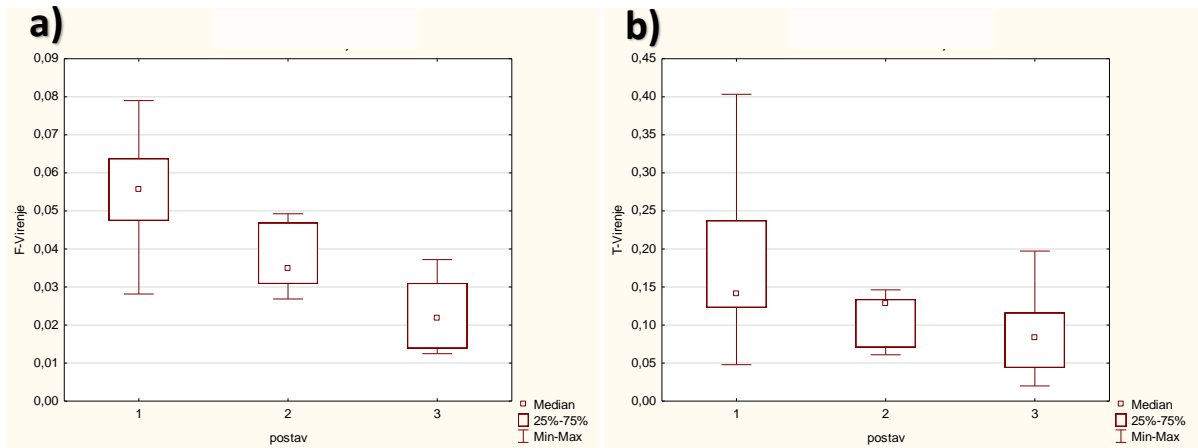 a)
0,09
0,08
0,07
0,06
0,05
0,04
0,03
0,02
0,01
0,00
F-Virenje
1 2 3
postav
Median
25%-75%
Min-Max
b)
0,45
0,40
0,35
0,30
0,25
0,20
0,15
0,10
0,05
0,00
T-Virenje
1 2 3
postav
Median
25%-75%
Min-Max